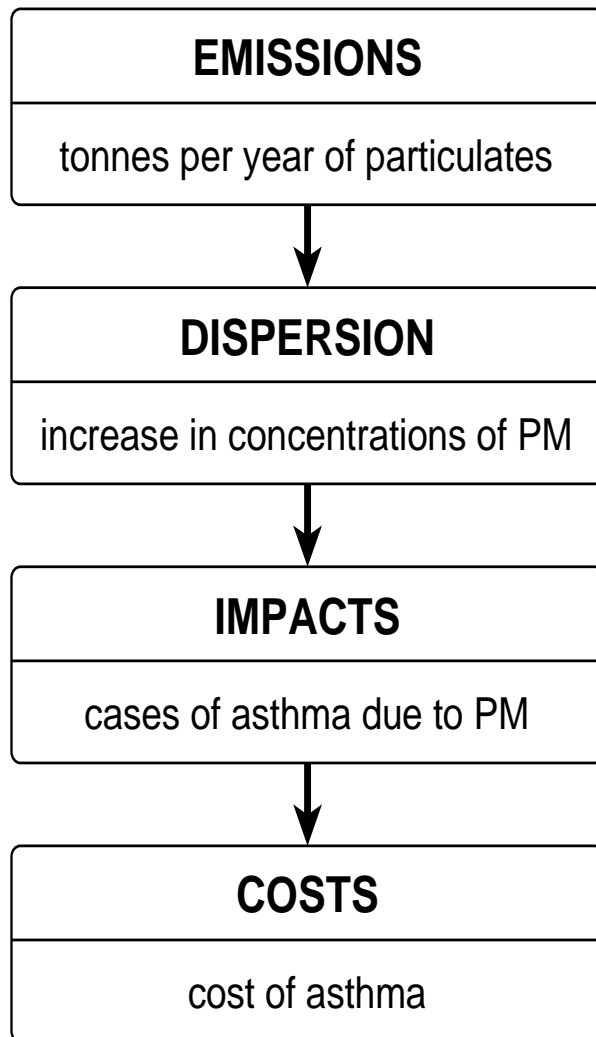 EMISSIONS
tonnes per year of particulates
DISPERSION
increase in concentrations of PM
IMPACTS
cases of asthma due to PM
COSTS
cost of asthma